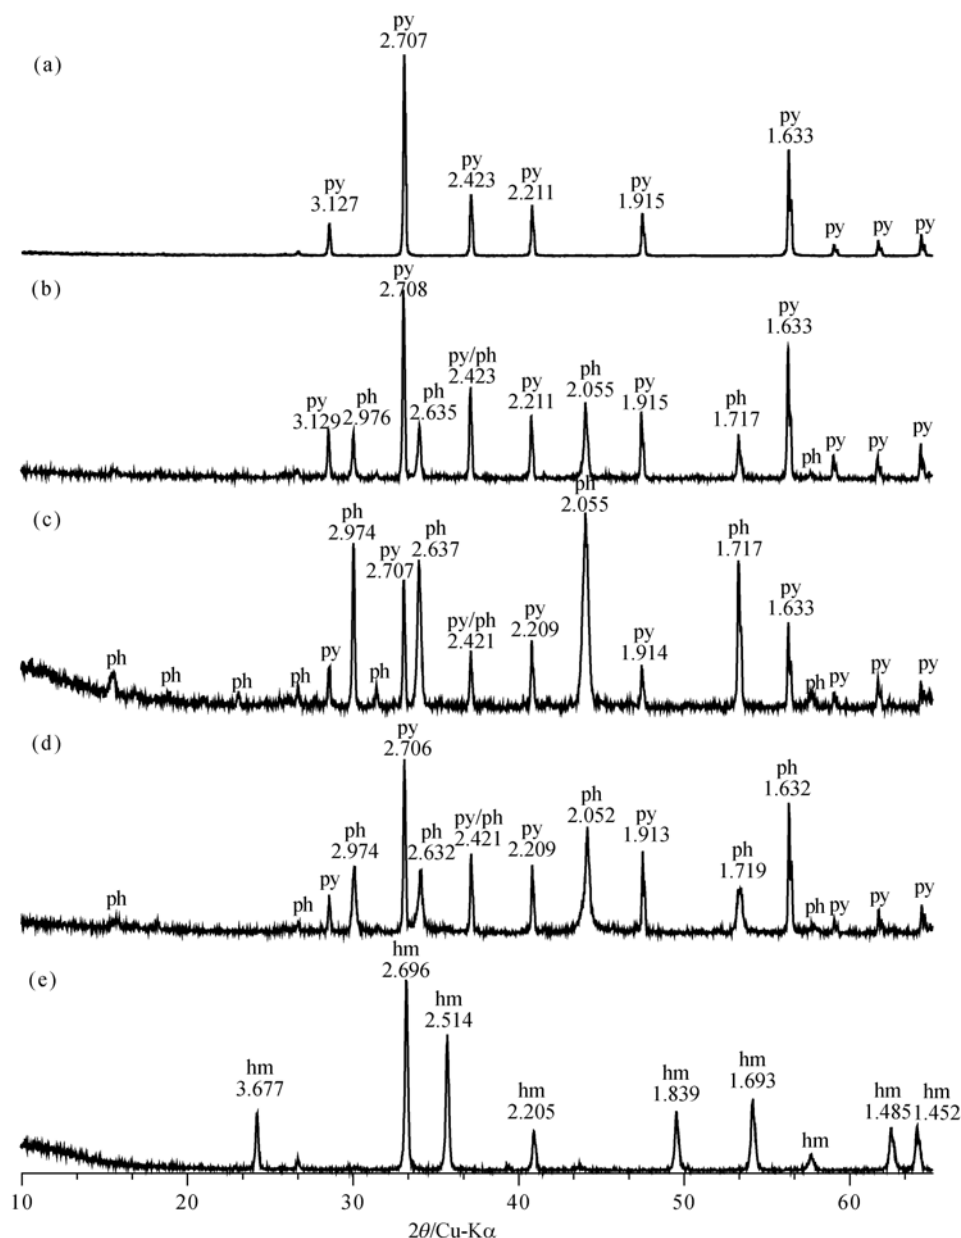 (a)
py
2.707
py
3.127
py
2.423
py
2.211
py
1.915
py
1.633
py
py
py
(b)
py
2.708
py
3.129
ph
2.976
ph
2.635
py/ph
2.423
py
2.211
ph
2.055
py
1.915
ph
1.717
py
1.633
ph
py
py
py
(c)
ph
ph
ph
ph
py
ph
2.974
ph
py
2.707
ph
2.637
py/ph
2.421
py
2.209
ph
2.055
py
1.914
ph
1.717
py
1.633
ph
py
py
py
(d)
ph
ph
py
ph
2.974
py
2.706
ph
2.632
py/ph
2.421
py
2.209
ph
2.052
py
1.913
ph
1.719
ph
1.632
ph
py
py
py
(e)
hm
3.677
hm
2.696
hm
2.514
hm
2.205
hm
1.839
hm
1.693
hm
hm
1.485
hm
1.452
10 20 30 40 50 60
2θ/Cu-Kα